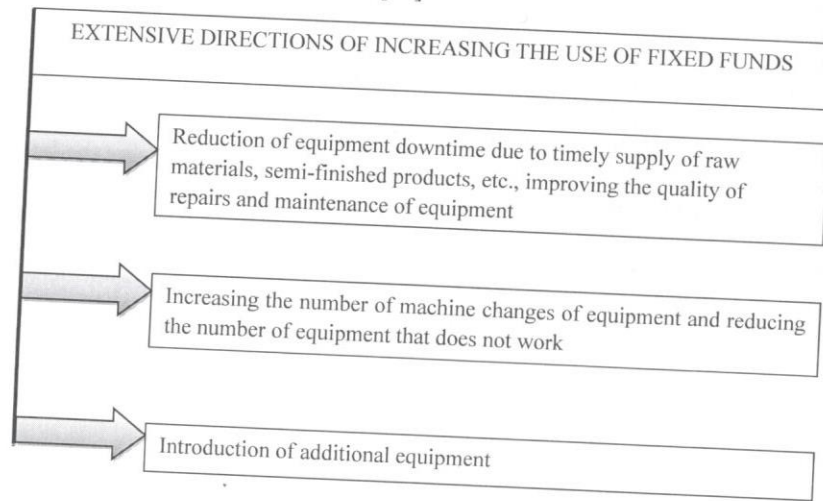 EXTENSIVE DIRECTIONS OF INCREASING THE USE OF FIXED FUNDS
Reduction of equipment downtime due to timely supply of raw
materials, semi-finished products, etc., improving the quality of
repairs and maintenance of equipment
Increasing the number of machine changes of equipment and reducing
the number of equipment that does not work
Introduction of additional equipment